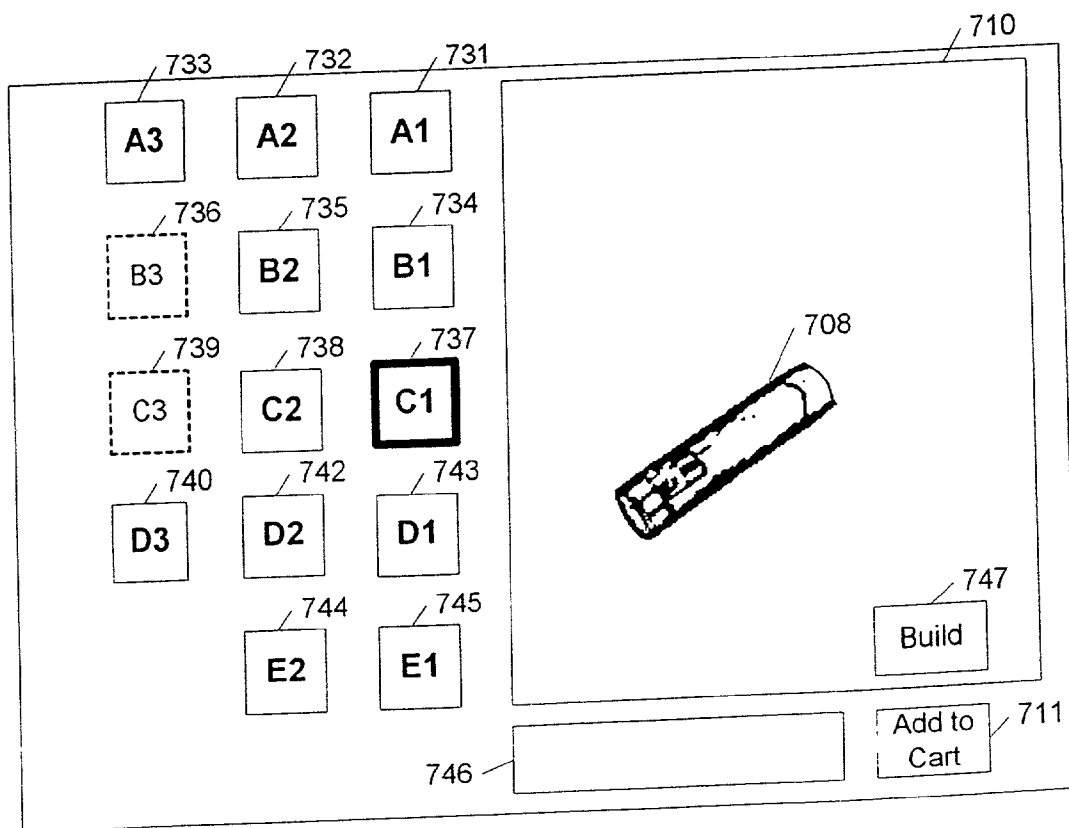 710
733 732 731
A3 A2 A1
736 735 734
B3 B2 B1
739 738 737
C3 C2 C1
708
740 742 743
D3 D2 D1
747
Build
744 745
E2 E1
Add to
Cart
711
746